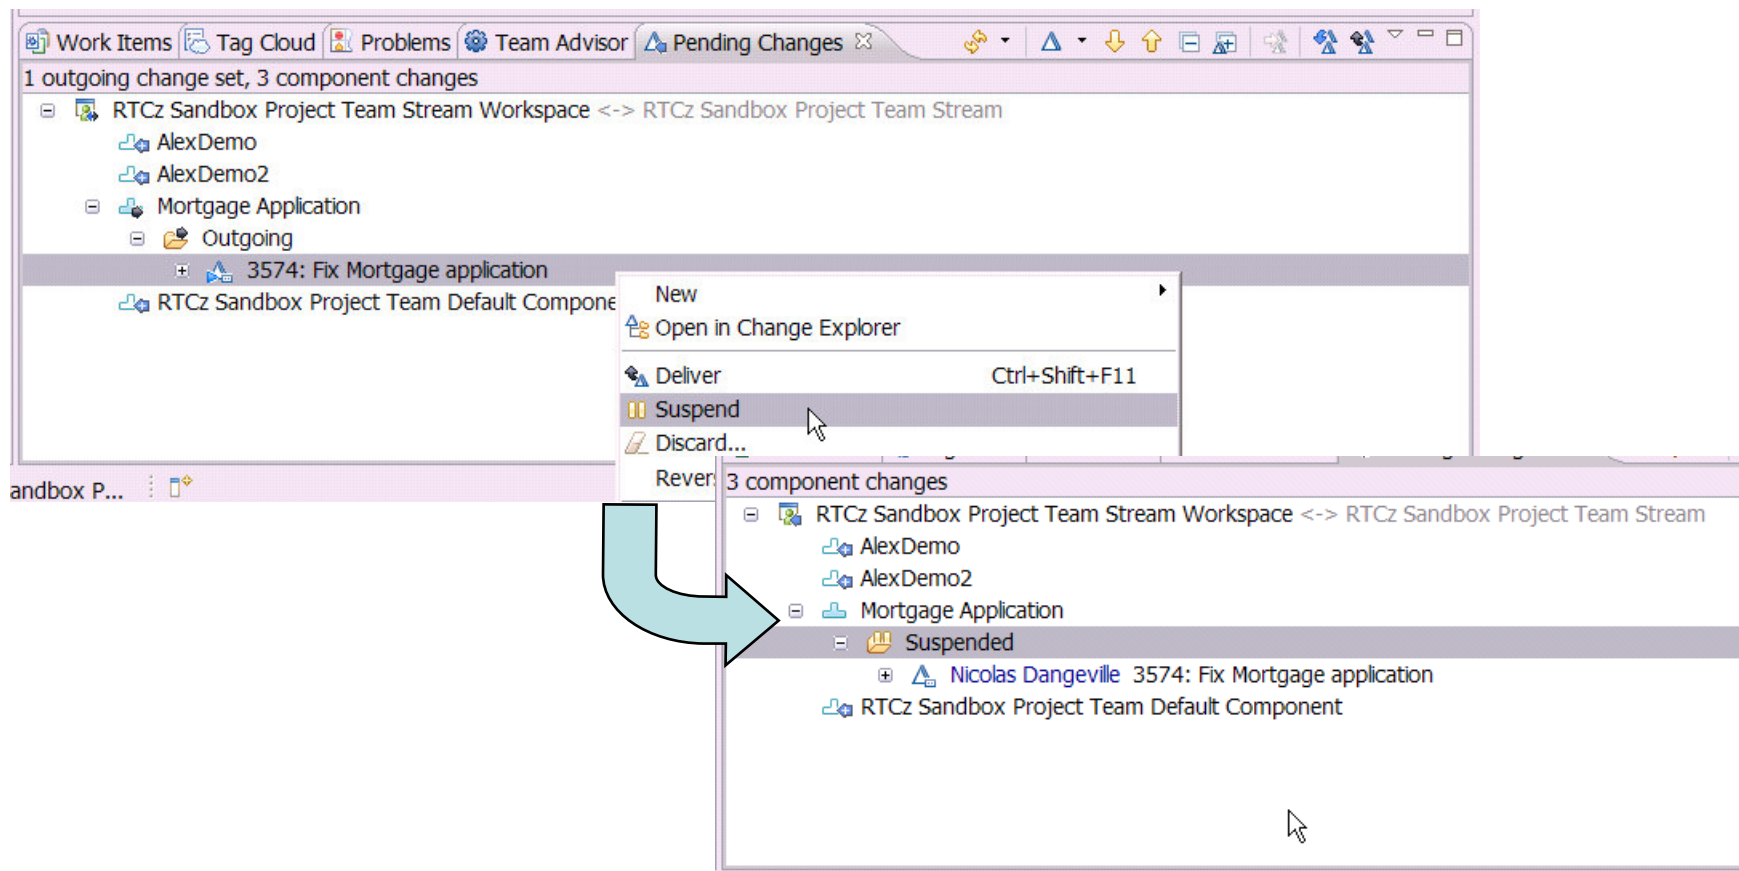 Work Items Tag Cloud Problems Team Advisor Pending Changes
1 outgoing change set, 3 component changes
RTCz Sandbox Project Team Stream Workspace <-> RTCz Sandbox Project Team Stream
AlexDemo
AlexDemo2
Mortgage Application
Outgoing
3574: Fix Mortgage application
RTCz Sandbox Project Team Default Compone
New
Open in Change Explorer
Deliver Ctrl+Shift+F11
Suspend
Discard...
Rever
andbox P...
3 component changes
RTCz Sandbox Project Team Stream Workspace <-> RTCz Sandbox Project Team Stream
AlexDemo
AlexDemo2
Mortgage Application
Suspended
Nicolas Dangeville 3574: Fix Mortgage application
RTCz Sandbox Project Team Default Component